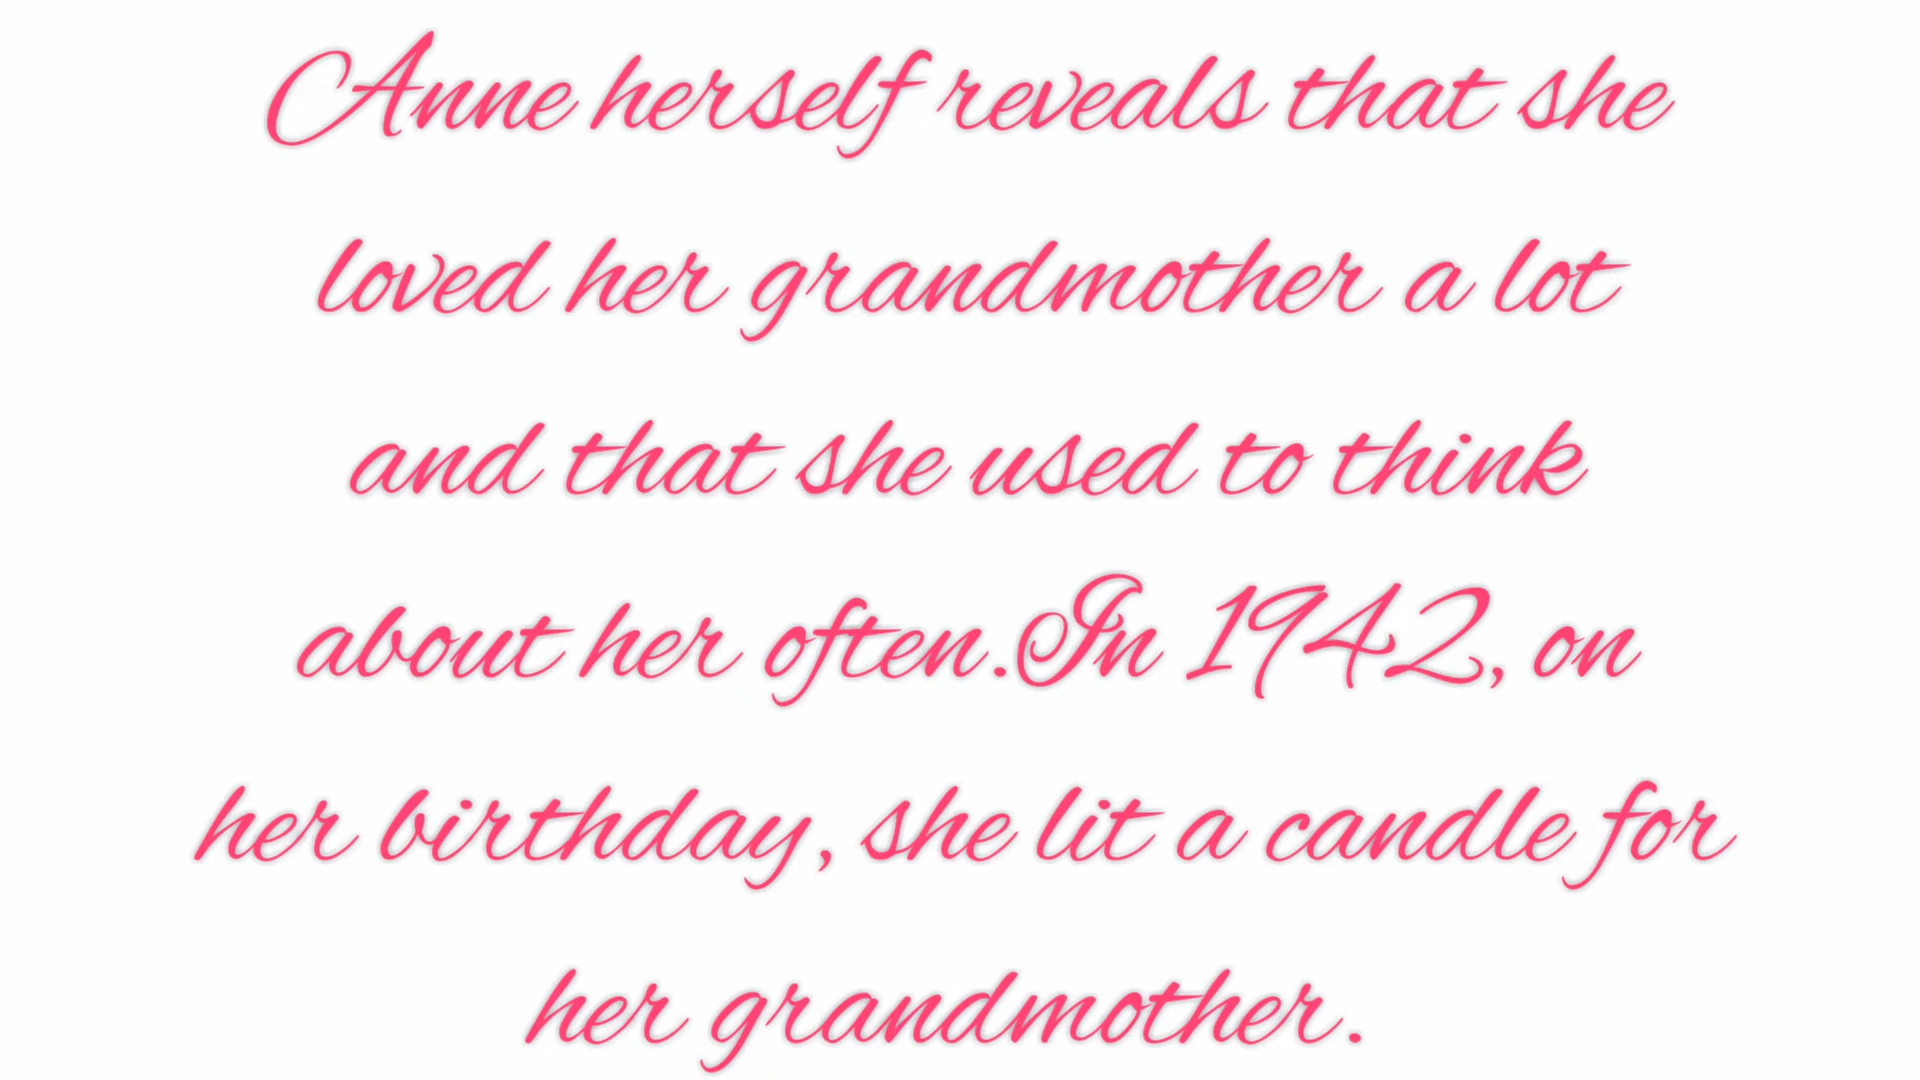 Anne herself reveals that she
loved her grandmother a lot
and that she used to think
about her often.In 1942, on
her birthday, she lit a candle for
her grandmother.